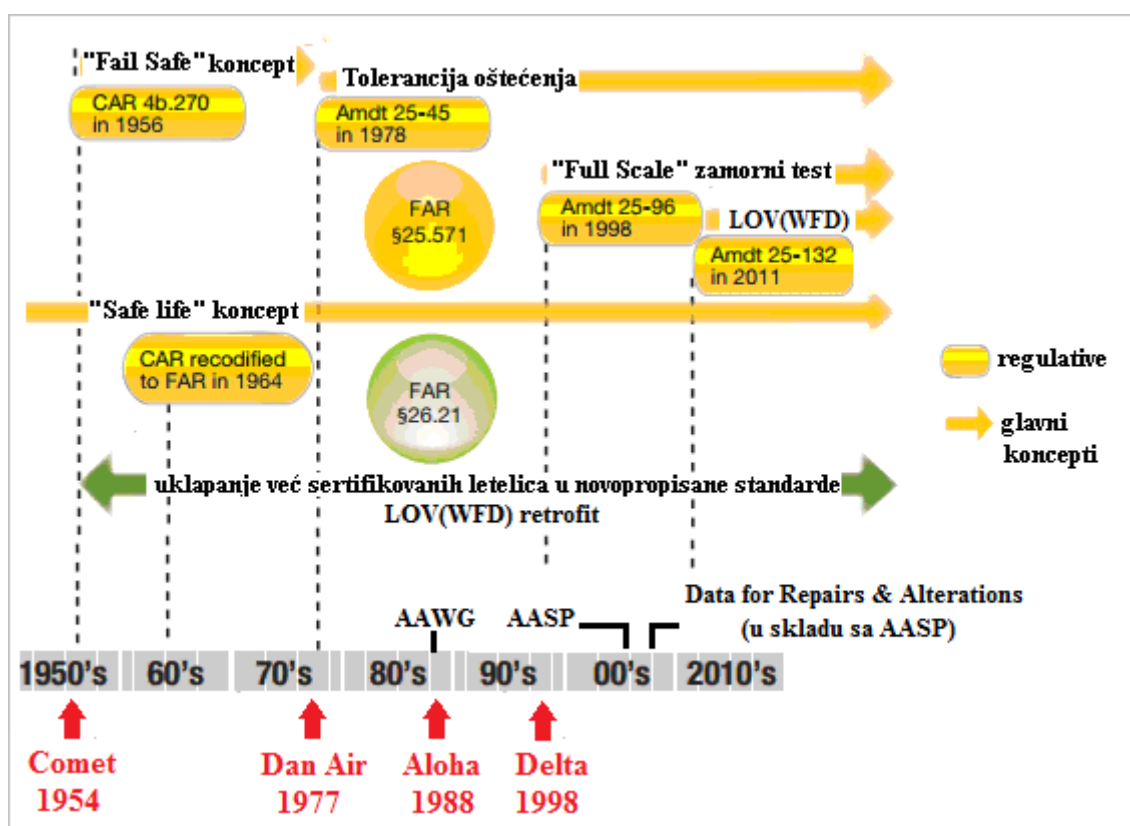 "Fail Safe" koncept
CAR 4b.270
in 1956
Tolerancija oštećenja
Amdt 25-45
in 1978
"Full Scale" zamorni test
FAR
§25.571
Amdt 25-96
in 1998
LOV(WFD)
Amdt 25-132
in 2011
"Safe life" koncept
CAR recodified
to FAR in 1964
FAR
§26.21
regulative
glavni
koncepti
uklapanje već sertifikovanih letelica u novopropisane standarde
LOV(WFD) retrofit
AAWG
AASP
Data for Repairs & Alterations
(u skladu sa AASP)
1950's 60's 70's 80's 90's 00's 2010's
Comet
1954
Dan Air
1977
Aloha
1988
Delta
1998